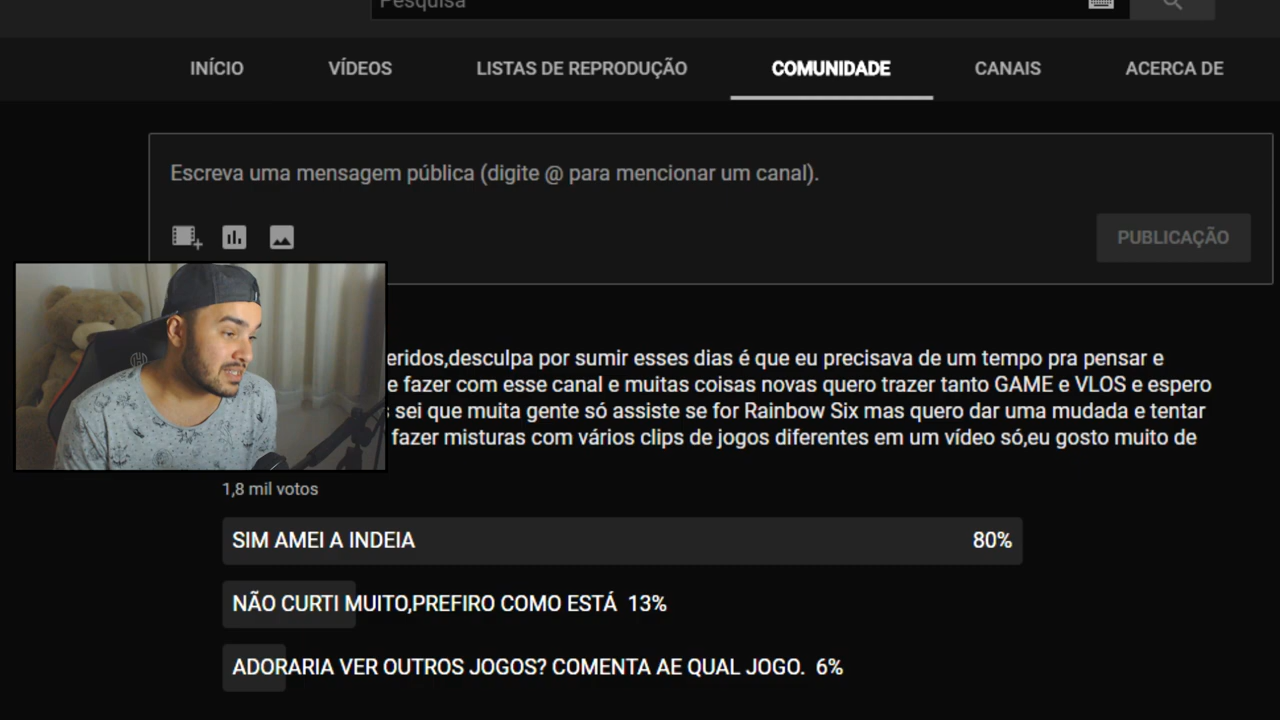 Pesquisa
INÍCIO VÍDEOS LISTAS DE REPRODUÇÃO COMUNIDADE CANAIS ACERCA DE
Escreva uma mensagem pública (digite @ para mencionar um canal).
PUBLICAÇÃO
eridos,desculpa por sumir esses dias é que eu precisava de um tempo pra pensar e
e fazer com esse canal e muitas coisas novas quero trazer tanto GAME e VLOS e espero
sei que muita gente só assiste se for Rainbow Six mas quero dar uma mudada e tentar
fazer misturas com vários clips de jogos diferentes em um vídeo só,eu gosto muito de
1,8 mil votos
SIM AMEI A INDEIA 80%
NÃO CURTI MUITO,PREFIRO COMO ESTÁ 13%
ADORARIA VER OUTROS JOGOS? COMENTA AE QUAL JOGO. 6%